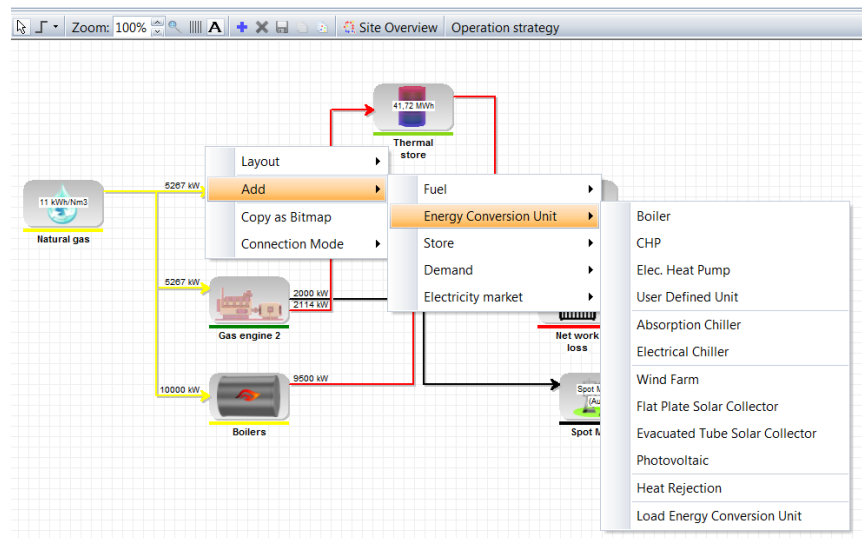 Zoom: 100% A Site Overview Operation strategy
41,72 MWh
Thermal
store
Layout
Add
Copy as Bitmap
Connection Mode
Fuel
Energy Conversion Unit
Store
Demand
Electricity market
Boiler
CHP
Elec. Heat Pump
User Defined Unit
Absorption Chiller
Electrical Chiller
Wind Farm
Flat Plate Solar Collector
Evacuated Tube Solar Collector
Photovoltaic
Heat Rejection
Load Energy Conversion Unit
11 kWh/Nm3
Natural gas
5267 kW
5267 kW
2000 kW
2114 kW
Gas engine 2
Net work
loss
10000 kW
9500 kW
Boilers
Spot M
(Au
Spot M